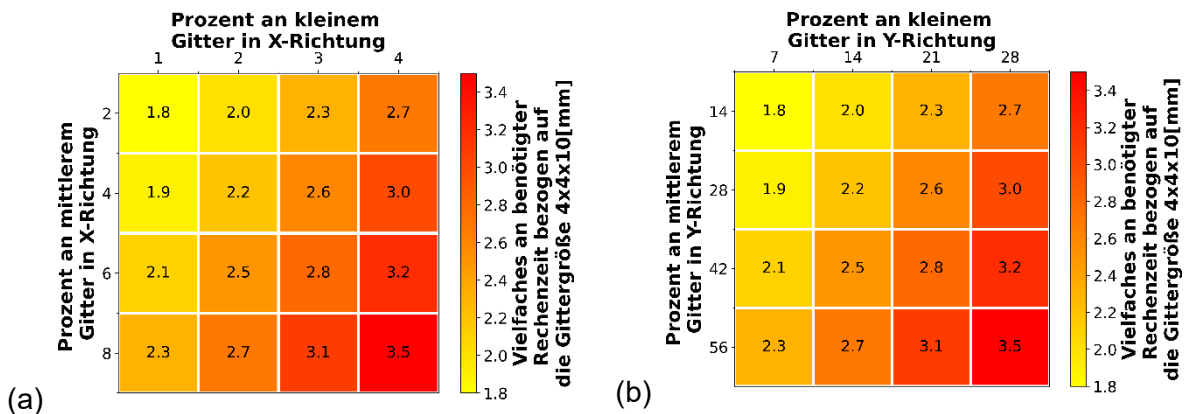 Prozent an kleinem
Gitter in X-Richtung
1 2 3 4
Prozent an mittlerem
Gitter in X-Richtung
2 1.8 2.0 2.3 2.7
4 1.9 2.2 2.6 3.0
6 2.1 2.5 2.8 3.2
8 2.3 2.7 3.1 3.5
3.4
3.2
3.0
2.8
2.6
2.4
2.2
2.0
1.8
Vielfaches an benötigter
Rechenzeit bezogen auf
die Gittergröße 4x4x10[mm]
(a)
Prozent an kleinem
Gitter in Y-Richtung
7 14 21 28
Prozent an mittlerem
Gitter in Y-Richtung
14 1.8 2.0 2.3 2.7
28 1.9 2.2 2.6 3.0
42 2.1 2.5 2.8 3.2
56 2.3 2.7 3.1 3.5
3.4
3.2
3.0
2.8
2.6
2.4
2.2
2.0
1.8
Vielfaches an benötigter
Rechenzeit bezogen auf
die Gittergröße 4x4x10[mm]
(b)